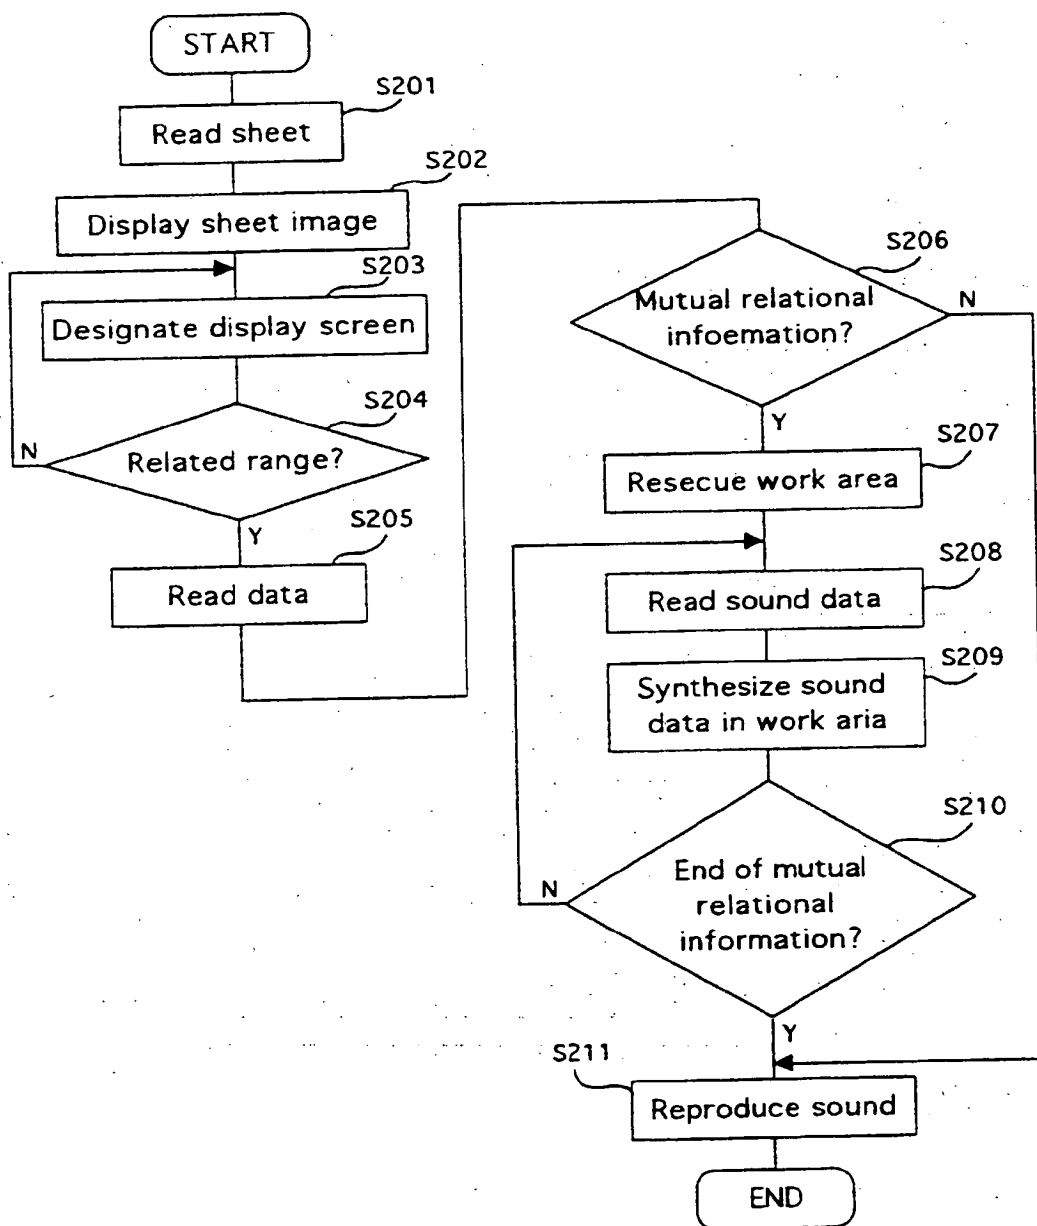 START
S201
Read sheet
S202
Display sheet image
S203
Designate display screen
S204
Related range?
N
Y
S205
Read data
S206
Mutual relational
infoemation?
N
Y
S207
Resecue work area
S208
Read sound data
S209
Synthesize sound
data in work aria
S210
End of mutual
relational
information?
N
Y
S211
Reproduce sound
END